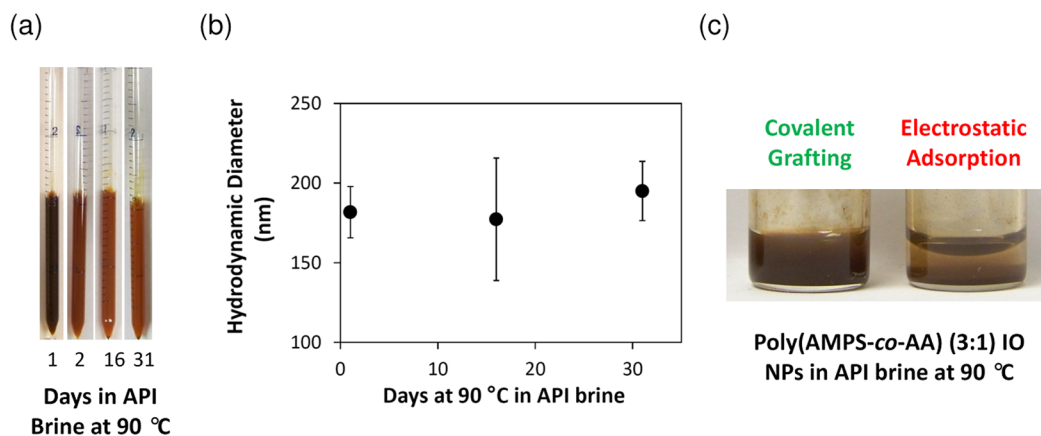 (a)
1 2 16 31
Days in API
Brine at 90 °C
(b)
Hydrodynamic Diameter
(nm)
250
200
150
100
0 10 20 30
Days at 90 °C in API brine
(c)
Covalent
Grafting
Electrostatic
Adsorption
Poly(AMPS-co-AA) (3:1) IO
NPs in API brine at 90 °C